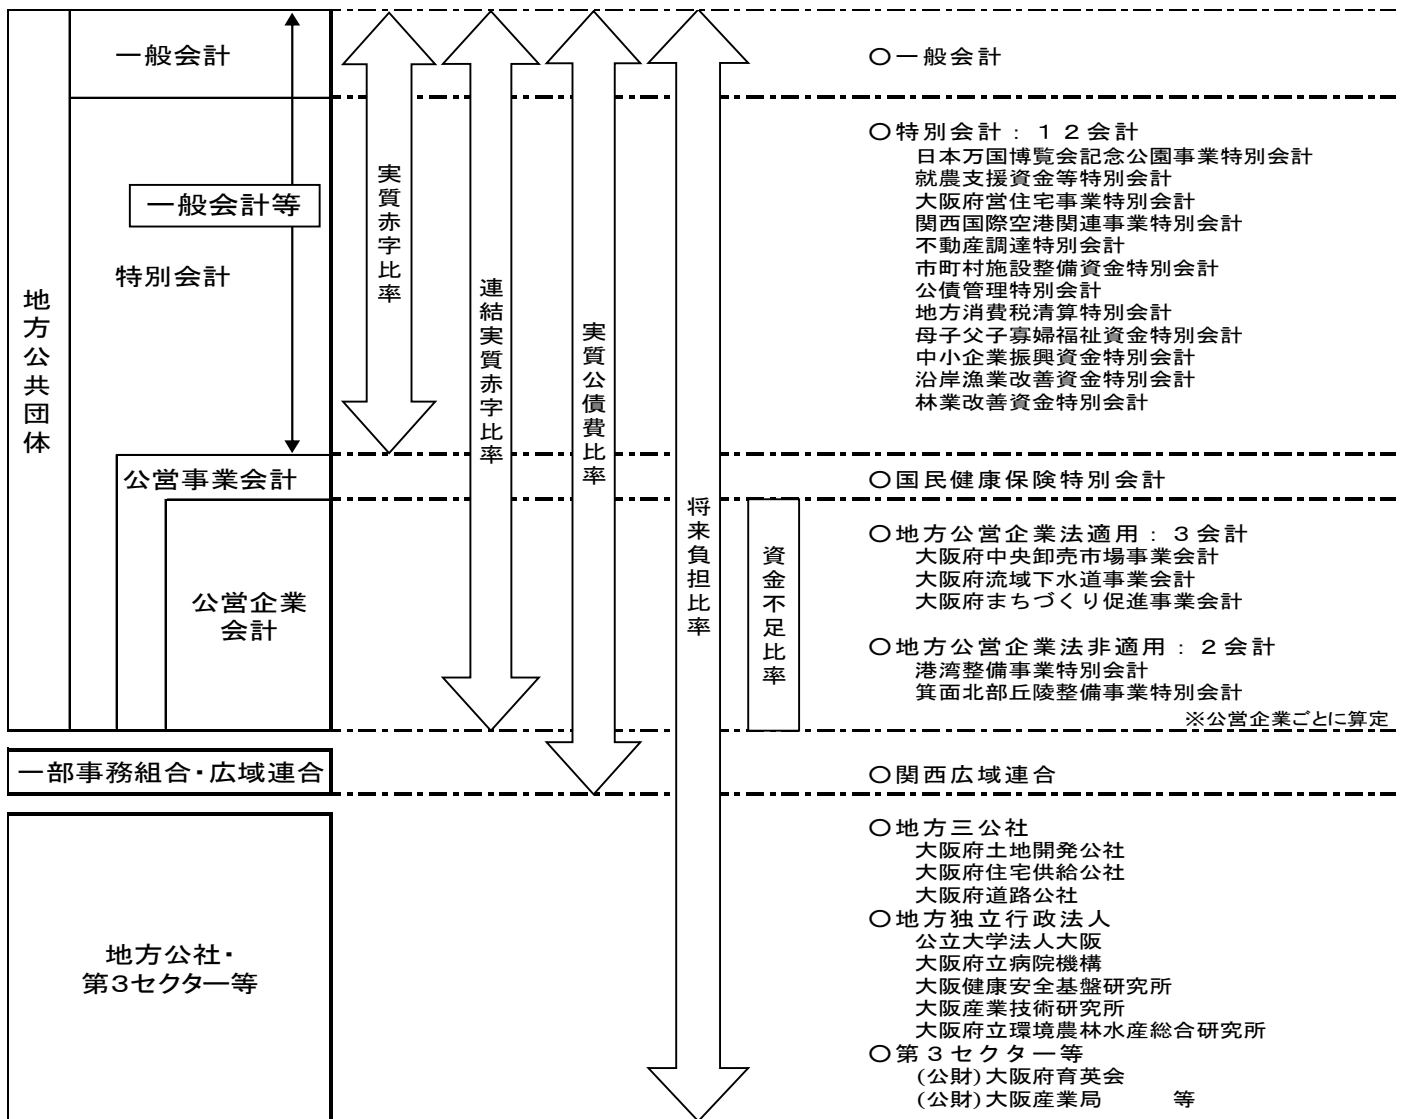 地方公共団体
一般会計
一般会計等
特別会計
公営事業会計
公営企業
会計
一部事務組合・広域連合
地方公社・
第3セクター等
実質赤字比率
連結実質赤字比率
実質公債費比率
将来負担比率
資金不足比率
〇一般会計
〇特別会計：１２会計
日本万国博覧会記念公園事業特別会計
就農支援資金等特別会計
大阪府営住宅事業特別会計
関西国際空港関連事業特別会計
不動産調達特別会計
市町村施設整備資金特別会計
公債管理特別会計
地方消費税清算特別会計
母子父子寡婦福祉資金特別会計
中小企業振興資金特別会計
沿岸漁業改善資金特別会計
林業改善資金特別会計
〇国民健康保険特別会計
〇地方公営企業法適用：３会計
大阪府中央卸売市場事業会計
大阪府流域下水道事業会計
大阪府まちづくり促進事業会計
〇地方公営企業法非適用：２会計
港湾整備事業特別会計
箕面北部丘陵整備事業特別会計
※公営企業ごとに算定
〇関西広域連合
〇地方三公社
大阪府土地開発公社
大阪府住宅供給公社
大阪府道路公社
〇地方独立行政法人
公立大学法人大阪
大阪府立病院機構
大阪健康安全基盤研究所
大阪産業技術研究所
大阪府立環境農林水産総合研究所
〇第３セクター等
(公財)大阪府育英会
(公財)大阪産業局　　　等